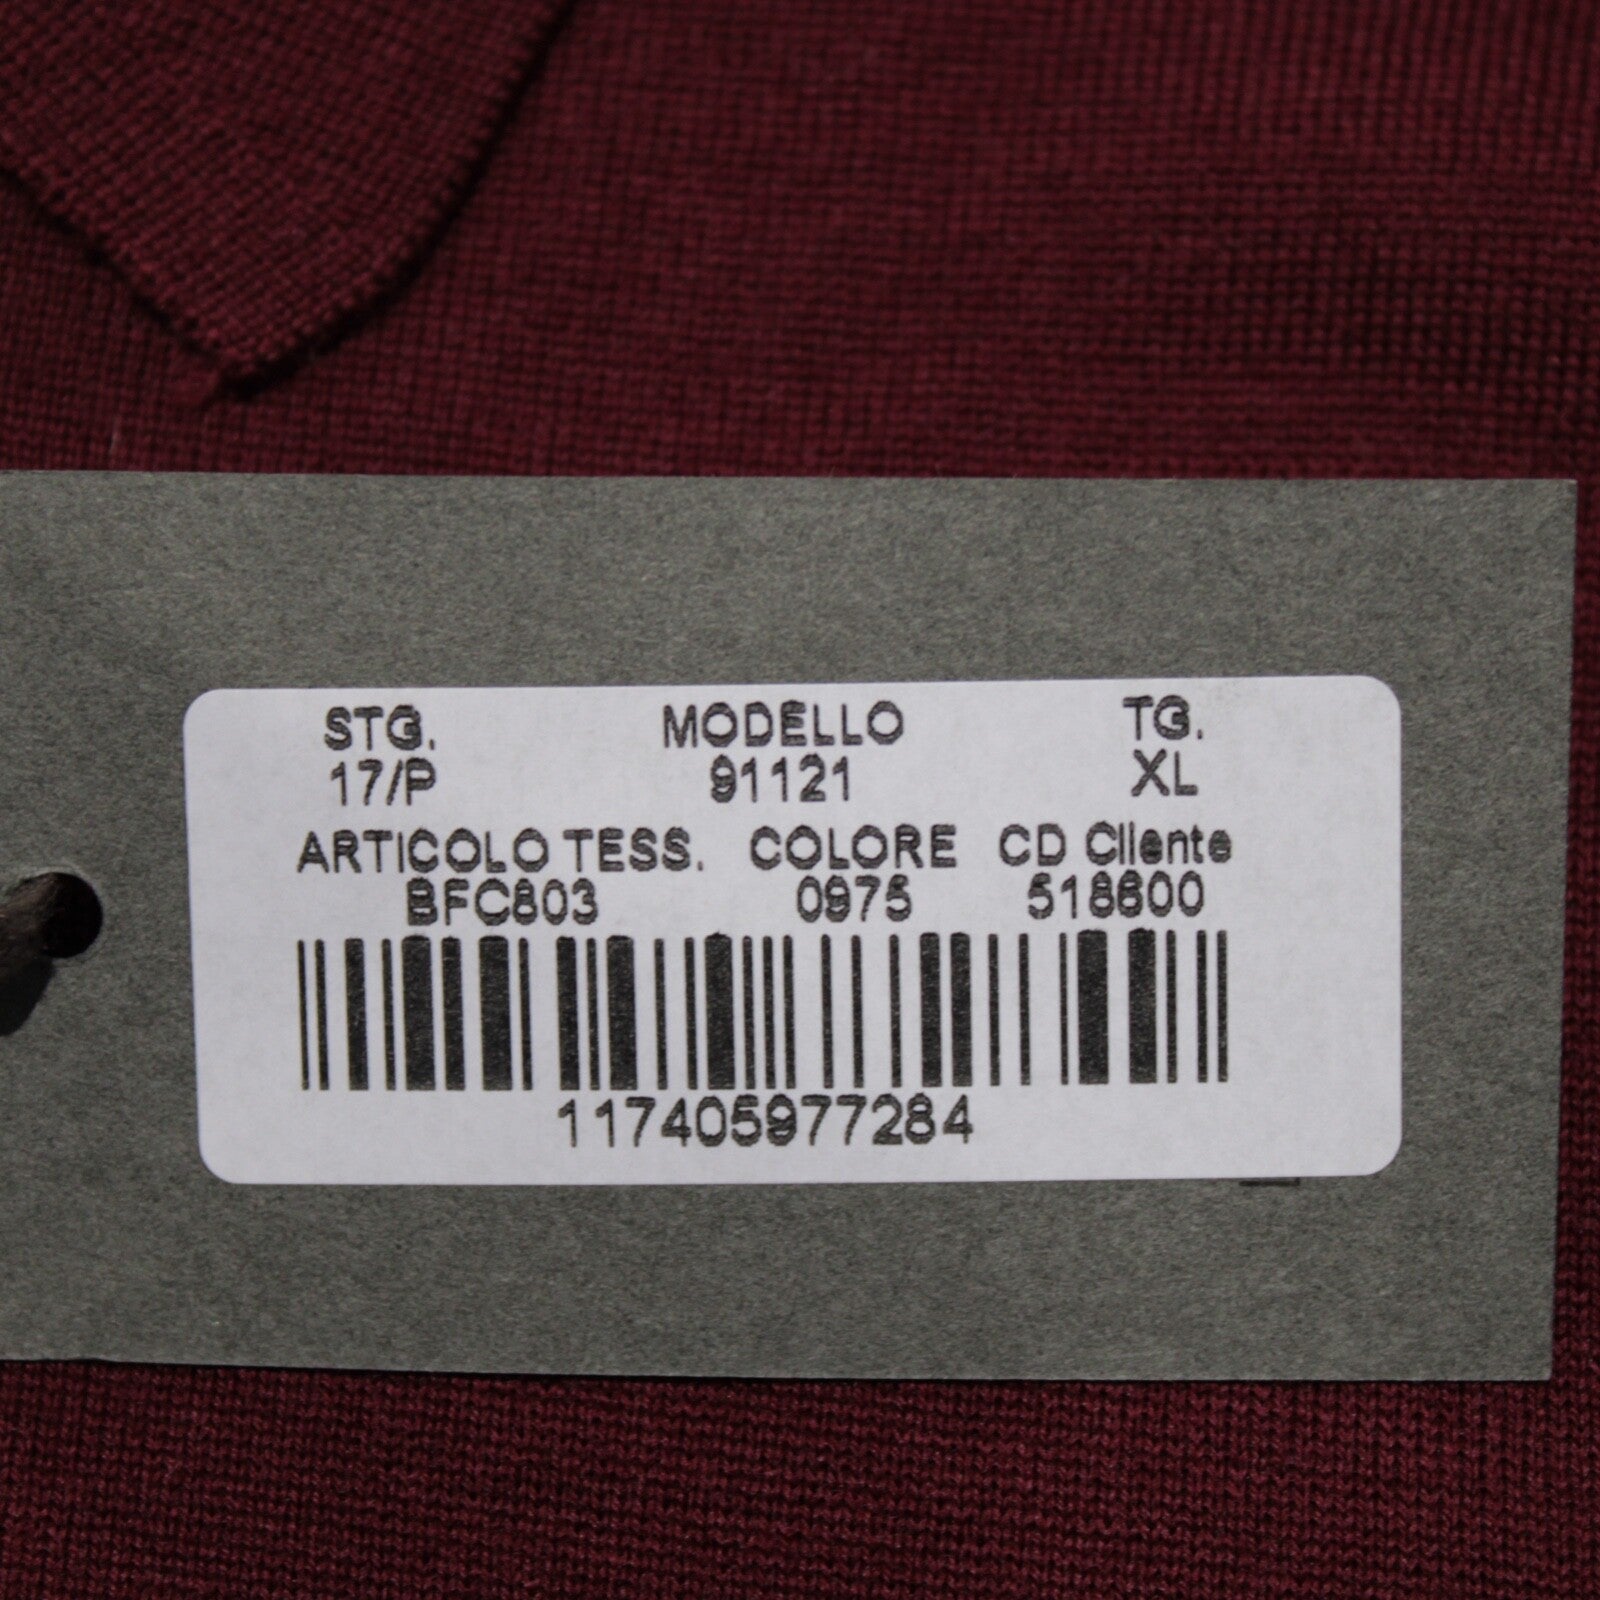 STG. MODELLO TG.
17/P 91121 XL
ARTICOLO TESS. COLORE CD Cliente
BFC803 0975 518600
117405977284